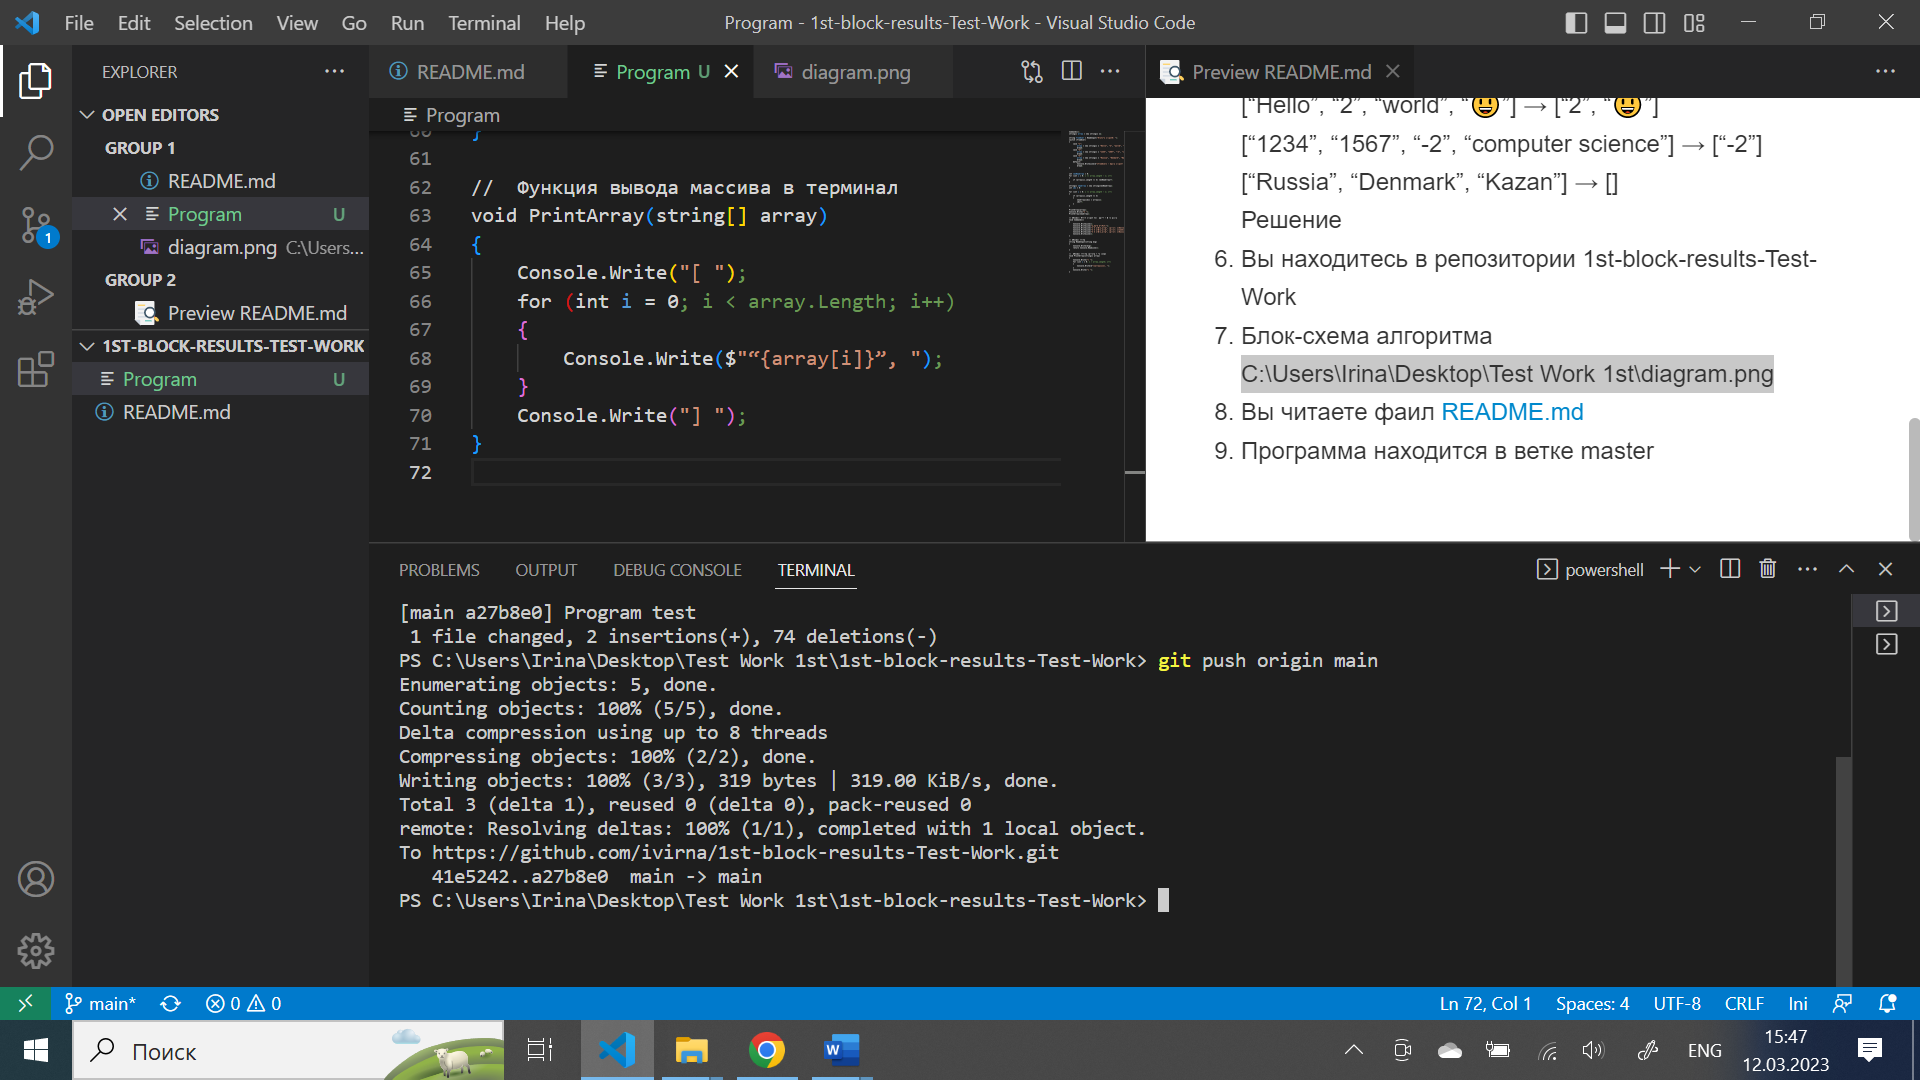 File Edit Selection View Go Run Terminal Help
Program - 1st-block-results-Test-Work - Visual Studio Code
EXPLORER
OPEN EDITORS
GROUP 1
README.md
Program U
diagram.png C:\Users...
GROUP 2
Preview README.md
1ST-BLOCK-RESULTS-TEST-WORK
Program U
README.md
1
README.md
Program U
diagram.png
Program
60 }
61
62 // Функция вывода массива в терминал
63 void PrintArray(string[] array)
64 {
65 Console.Write("[ ");
66 for (int i = 0; i < array.Length; i++)
67 {
68 Console.Write($"“{array[i]}”, ");
69 }
70 Console.Write("] ");
71 }
72
Preview README.md
[“Hello”, “2”, “world”, “😃”] → [“2”, “😃”]
[“1234”, “1567”, “-2”, “computer science”] → [“-2”]
[“Russia”, “Denmark”, “Kazan”] → []
Решение
6. Вы находитесь в репозитории 1st-block-results-Test-
Work
7. Блок-схема алгоритма
C:\Users\Irina\Desktop\Test Work 1st\diagram.png
8. Вы читаете фаил README.md
9. Программа находится в ветке master
PROBLEMS OUTPUT DEBUG CONSOLE TERMINAL
powershell
[main a27b8e0] Program test
1 file changed, 2 insertions(+), 74 deletions(-)
PS C:\Users\Irina\Desktop\Test Work 1st\1st-block-results-Test-Work> git push origin main
Enumerating objects: 5, done.
Counting objects: 100% (5/5), done.
Delta compression using up to 8 threads
Compressing objects: 100% (2/2), done.
Writing objects: 100% (3/3), 319 bytes | 319.00 KiB/s, done.
Total 3 (delta 1), reused 0 (delta 0), pack-reused 0
remote: Resolving deltas: 100% (1/1), completed with 1 local object.
To https://github.com/ivirna/1st-block-results-Test-Work.git
41e5242..a27b8e0 main -> main
PS C:\Users\Irina\Desktop\Test Work 1st\1st-block-results-Test-Work>
main* 0 0
Ln 72, Col 1 Spaces: 4 UTF-8 CRLF Ini
Поиск
W
ENG
15:47
12.03.2023